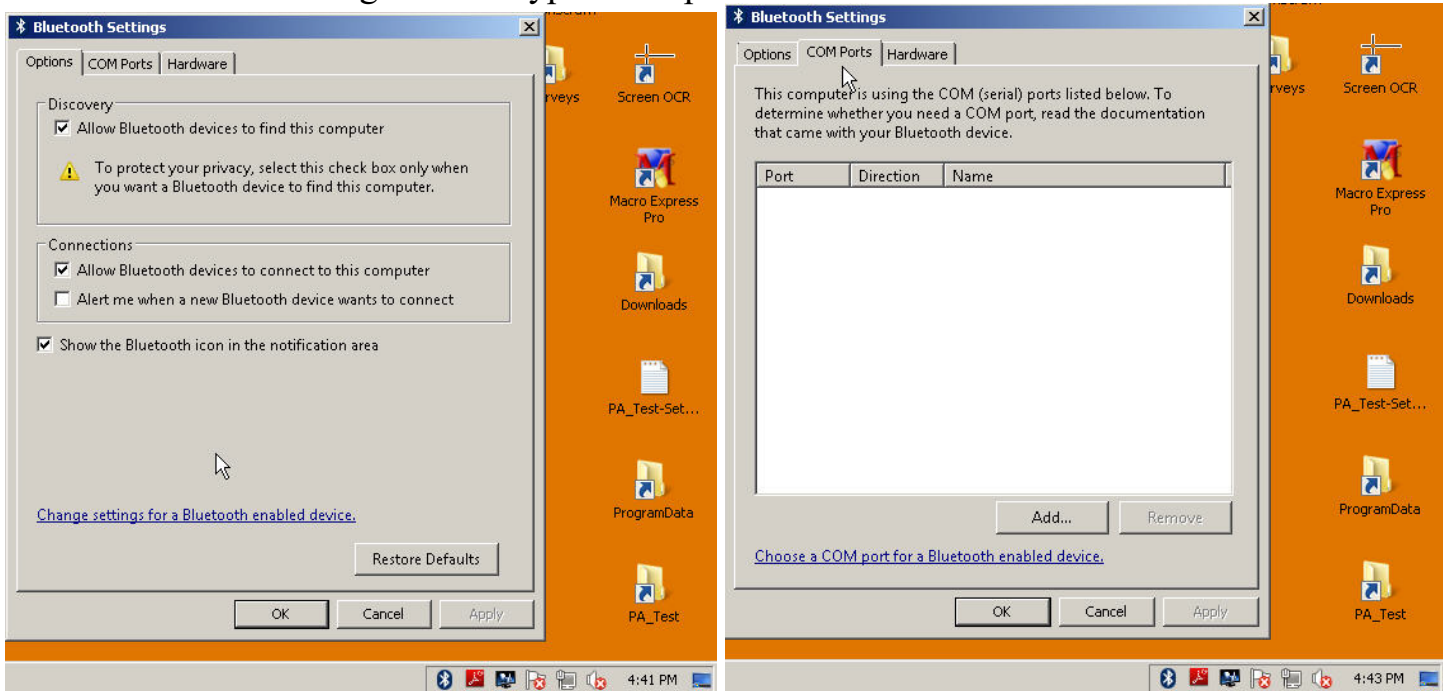 Bluetooth Settings
Options COM Ports Hardware
Discovery
Allow Bluetooth devices to find this computer
To protect your privacy, select this check box only when
you want a Bluetooth device to find this computer.
Connections
Allow Bluetooth devices to connect to this computer
Alert me when a new Bluetooth device wants to connect
Show the Bluetooth icon in the notification area
Change settings for a Bluetooth enabled device.
Restore Defaults
OK Cancel Apply
Screen OCR
Macro Express
Pro
Downloads
PA_Test-Set...
ProgramData
PA_Test
4:41 PM
Bluetooth Settings
Options COM Ports Hardware
This computer is using the COM (serial) ports listed below. To
determine whether you need a COM port, read the documentation
that came with your Bluetooth device.
Port Direction Name
Add... Remove
Choose a COM port for a Bluetooth enabled device.
OK Cancel Apply
Screen OCR
Macro Express
Pro
Downloads
PA_Test-Set...
ProgramData
PA_Test
4:43 PM